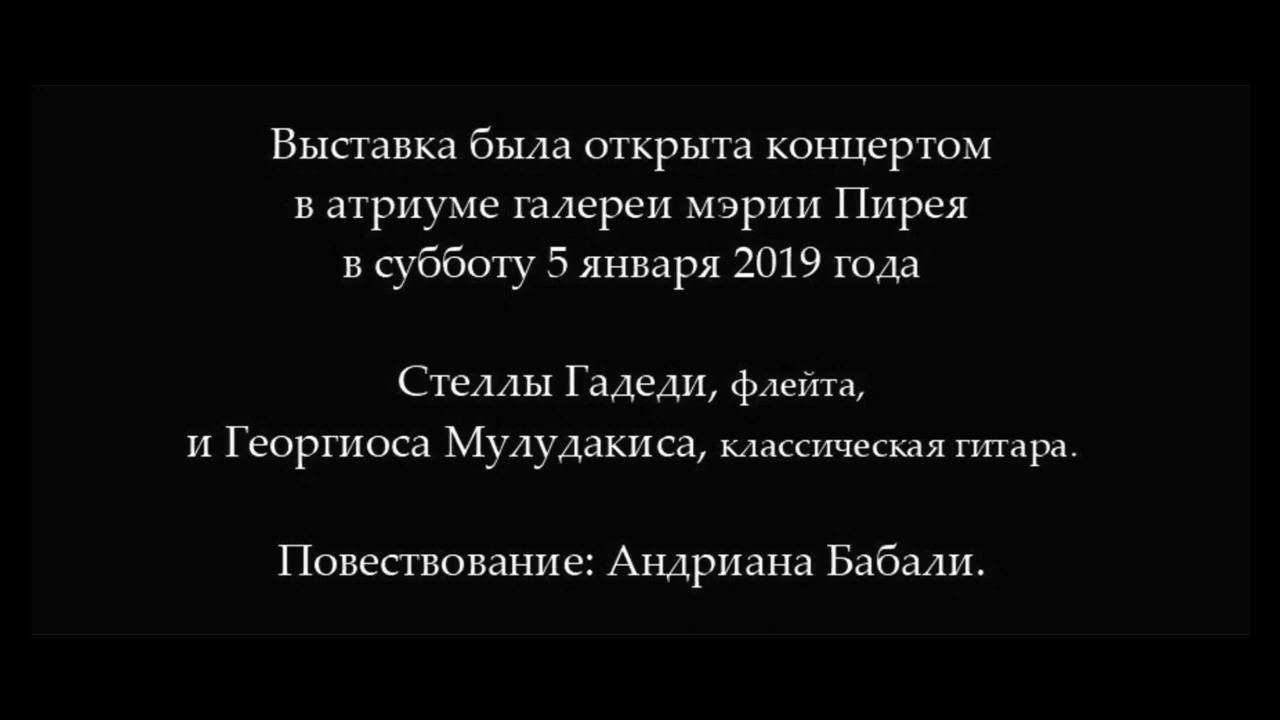 Выставка была открыта концертом
в атриуме галереи мэрии Пирея
в субботу 5 января 2019 года
Стеллы Гадеди, флейта,
и Георгиоса Мулудакиса, классическая гитара.
Повествование: Андриана Бабали.